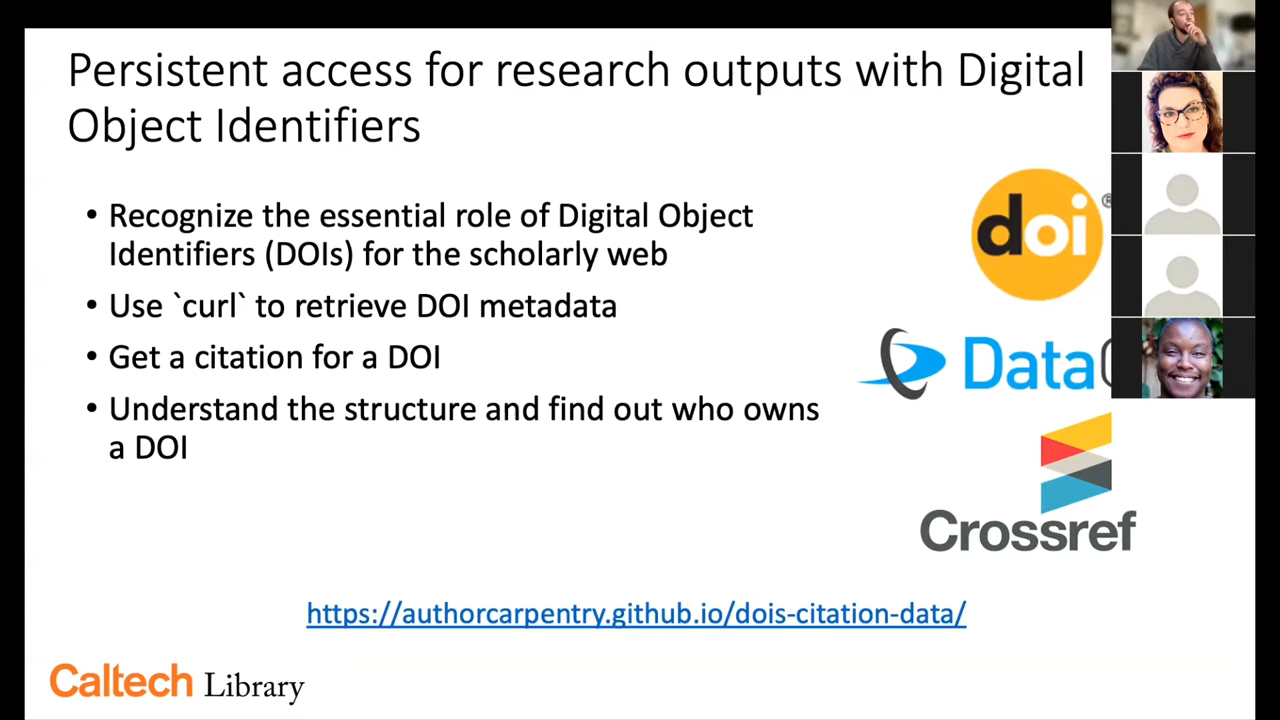 Persistent access for research outputs with Digital
Object Identifiers
• Recognize the essential role of Digital Object
Identifiers (DOIs) for the scholarly web
• Use `curl` to retrieve DOI metadata
• Get a citation for a DOI
• Understand the structure and find out who owns
a DOI
doi
Data
Crossref
https://authorcarpentry.github.io/dois-citation-data/
Caltech Library